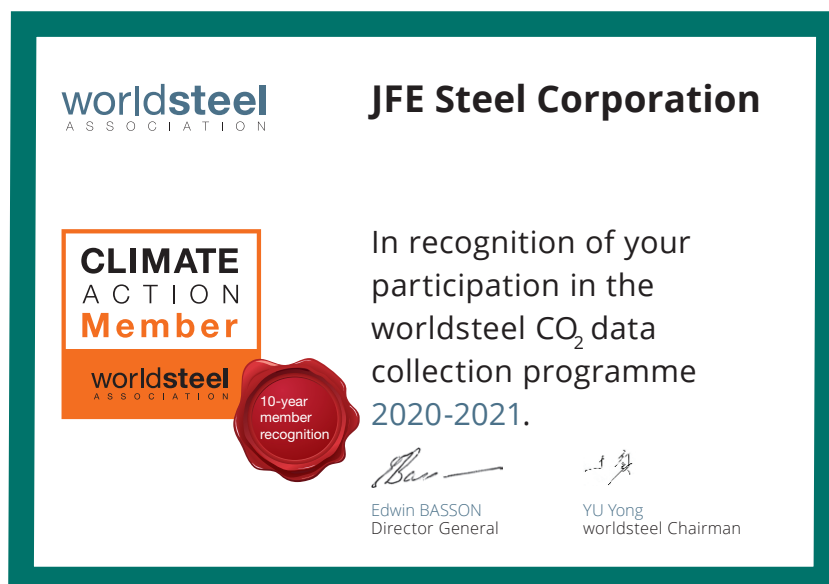 worldsteel
ASSOCIATION
JFE Steel Corporation
CLIMATE
ACTION
Member
worldsteel
ASSOCIATION
10-year
member
recognition
In recognition of your
participation in the
worldsteel CO₂ data
collection programme
2020-2021.
Edwin BASSON
Director General
YU Yong
worldsteel Chairman